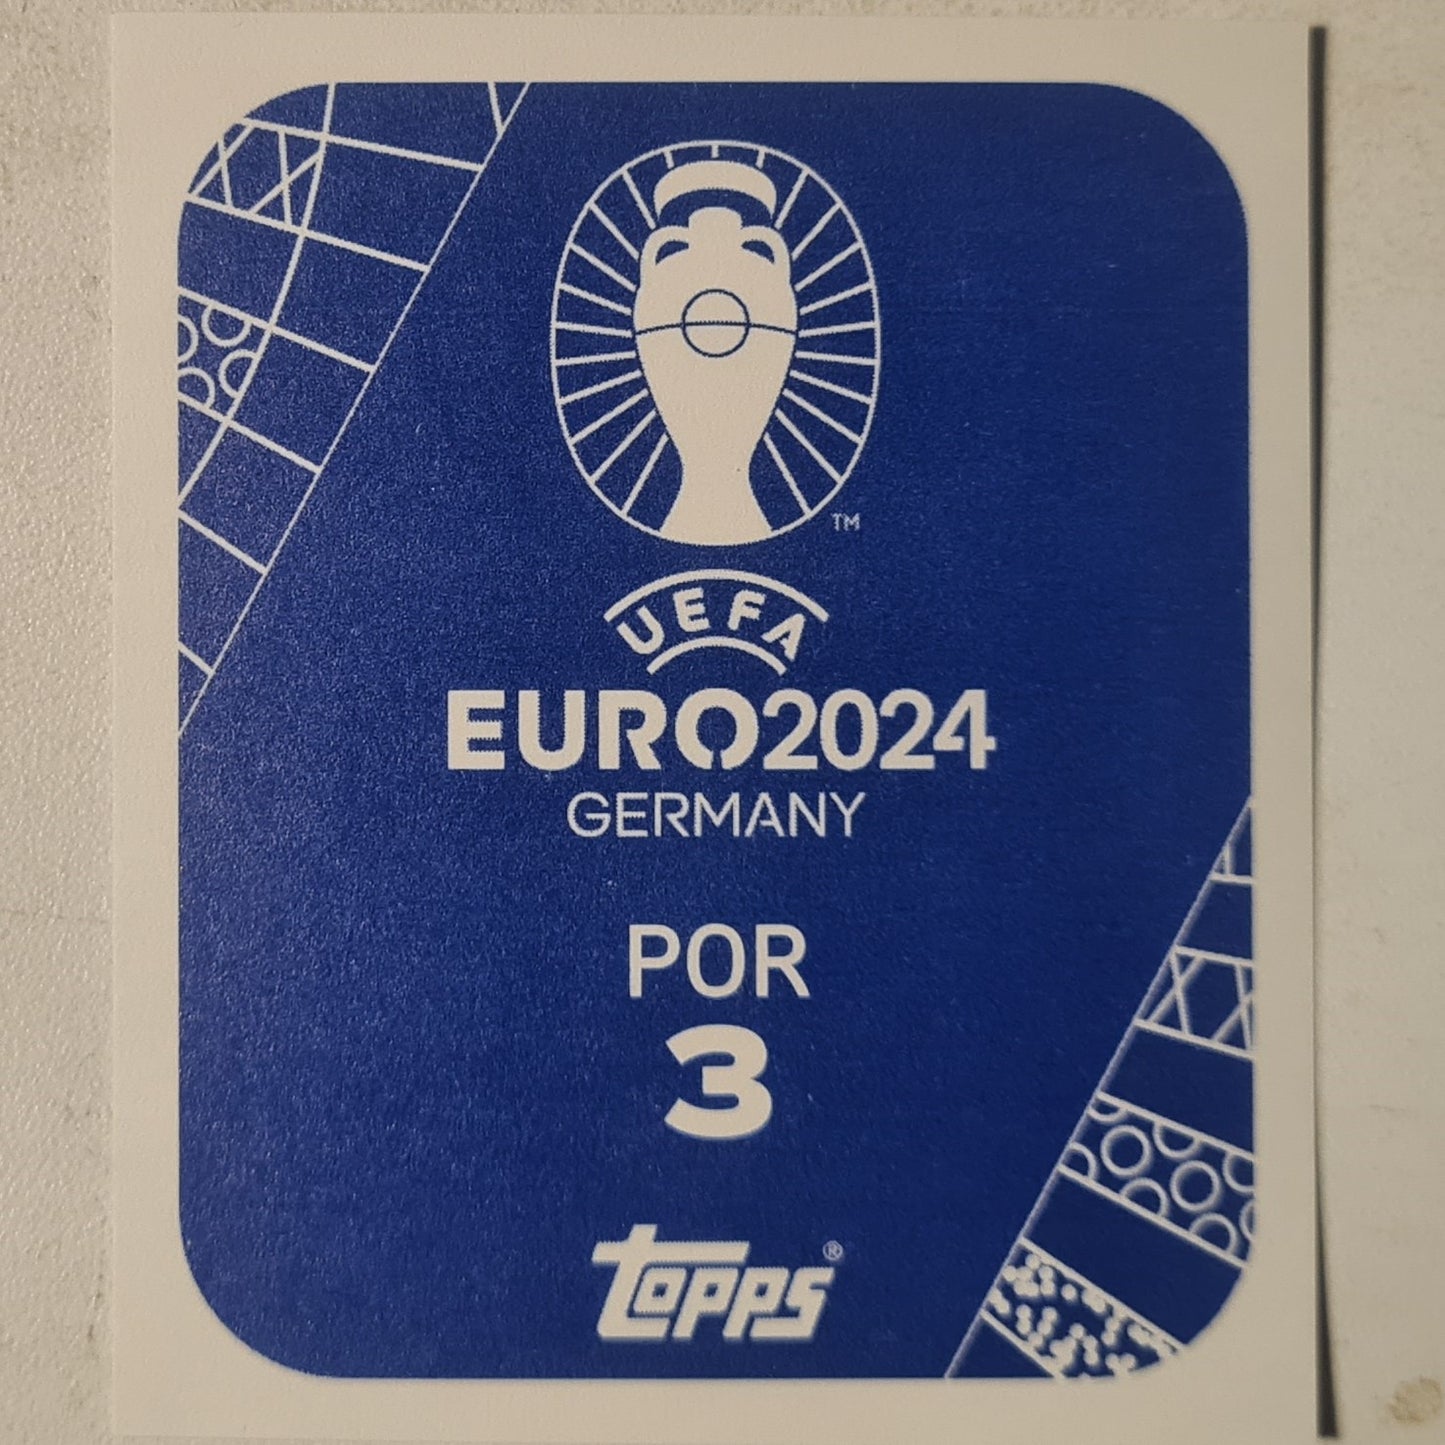 TM
UEFA
EURO2024
GERMANY
POR
3
topps®